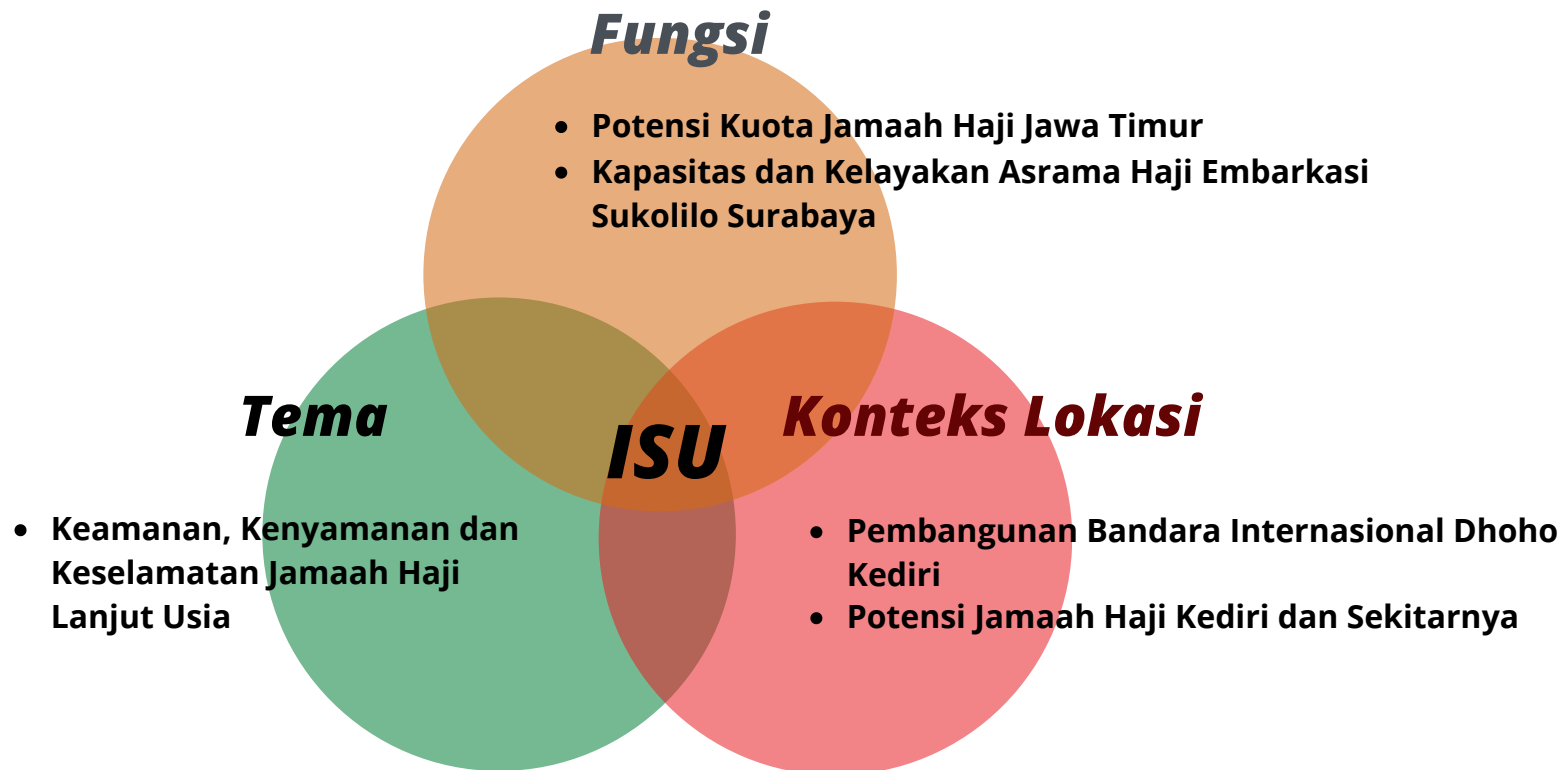 Fungsi
• Potensi Kuota Jamaah Haji Jawa Timur
• Kapasitas dan Kelayakan Asrama Haji Embarkasi
Sukolilo Surabaya
Tema
ISU
Konteks Lokasi
• Keamanan, Kenyamanan dan
Keselamatan Jamaah Haji
Lanjut Usia
• Pembangunan Bandara Internasional Dhoho
Kediri
• Potensi Jamaah Haji Kediri dan Sekitarnya